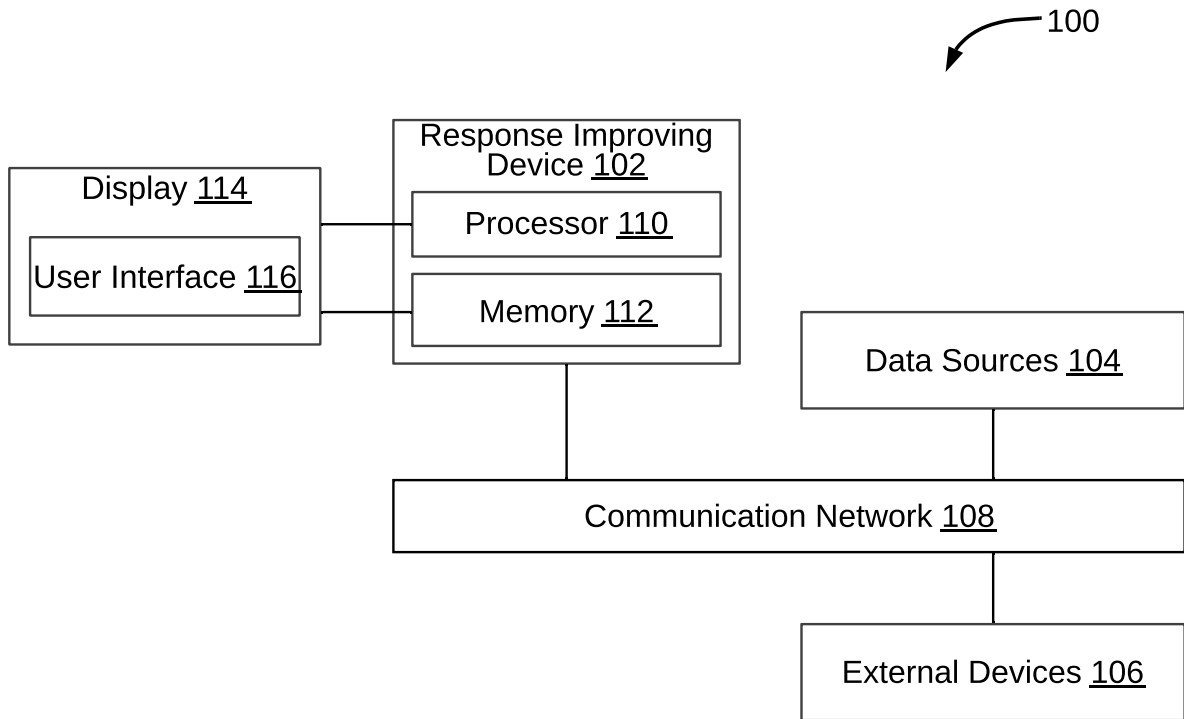 100
Response Improving
Device 102
Display 114
Processor 110
User Interface 116
Memory 112
Data Sources 104
Communication Network 108
External Devices 106